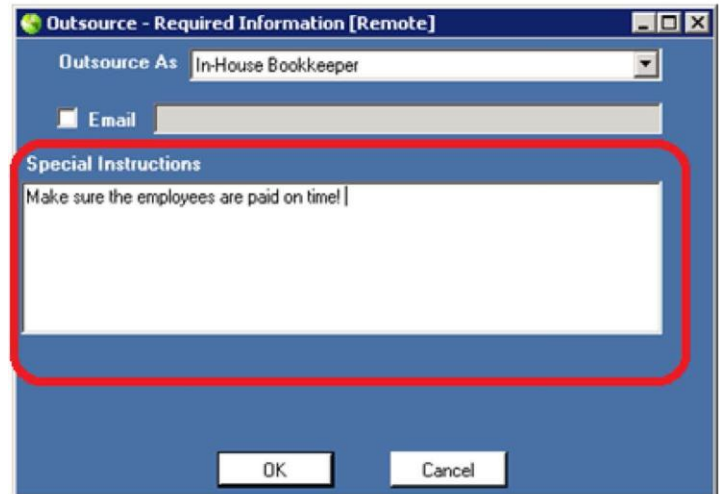 Outsource - Required Information [Remote]
Outsource As In-House Bookkeeper
Email
Special Instructions
Make sure the employees are paid on time!
OK Cancel